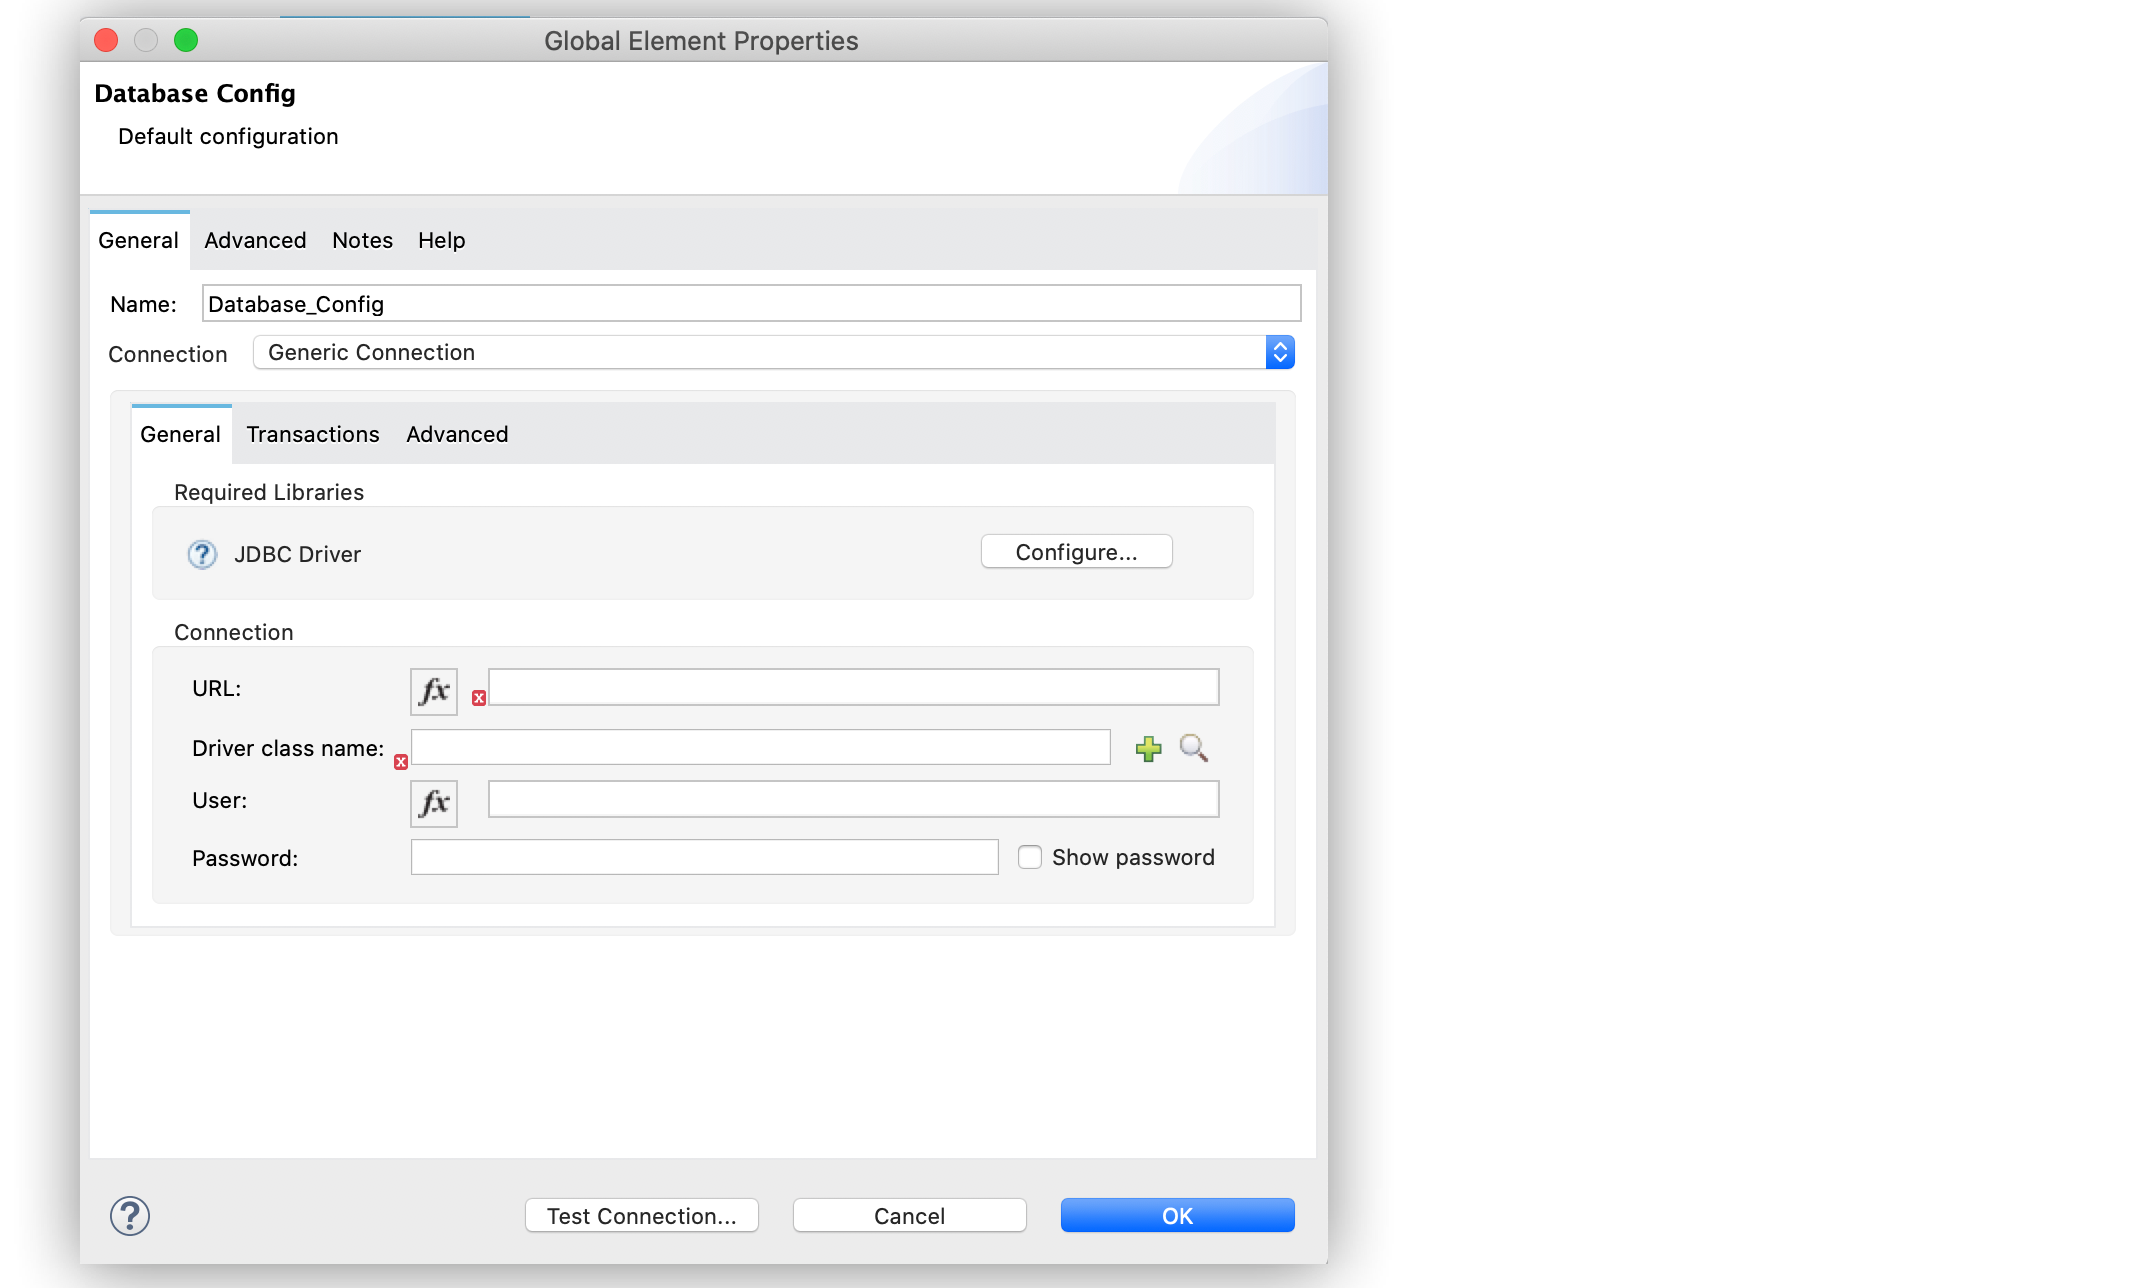 Global Element Properties
Database Config
Default configuration
General Advanced Notes Help
Name: Database_Config
Connection Generic Connection
General Transactions Advanced
Required Libraries
? JDBC Driver Configure...
Connection
URL: fx x
Driver class name: x
User: fx
Password: Show password
? Test Connection... Cancel OK